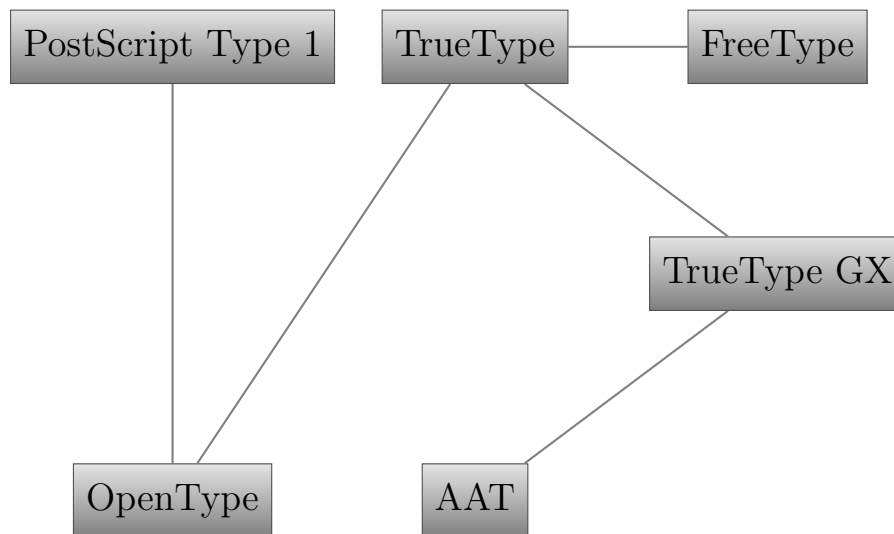 PostScript Type 1
TrueType
FreeType
TrueType GX
OpenType
AAT